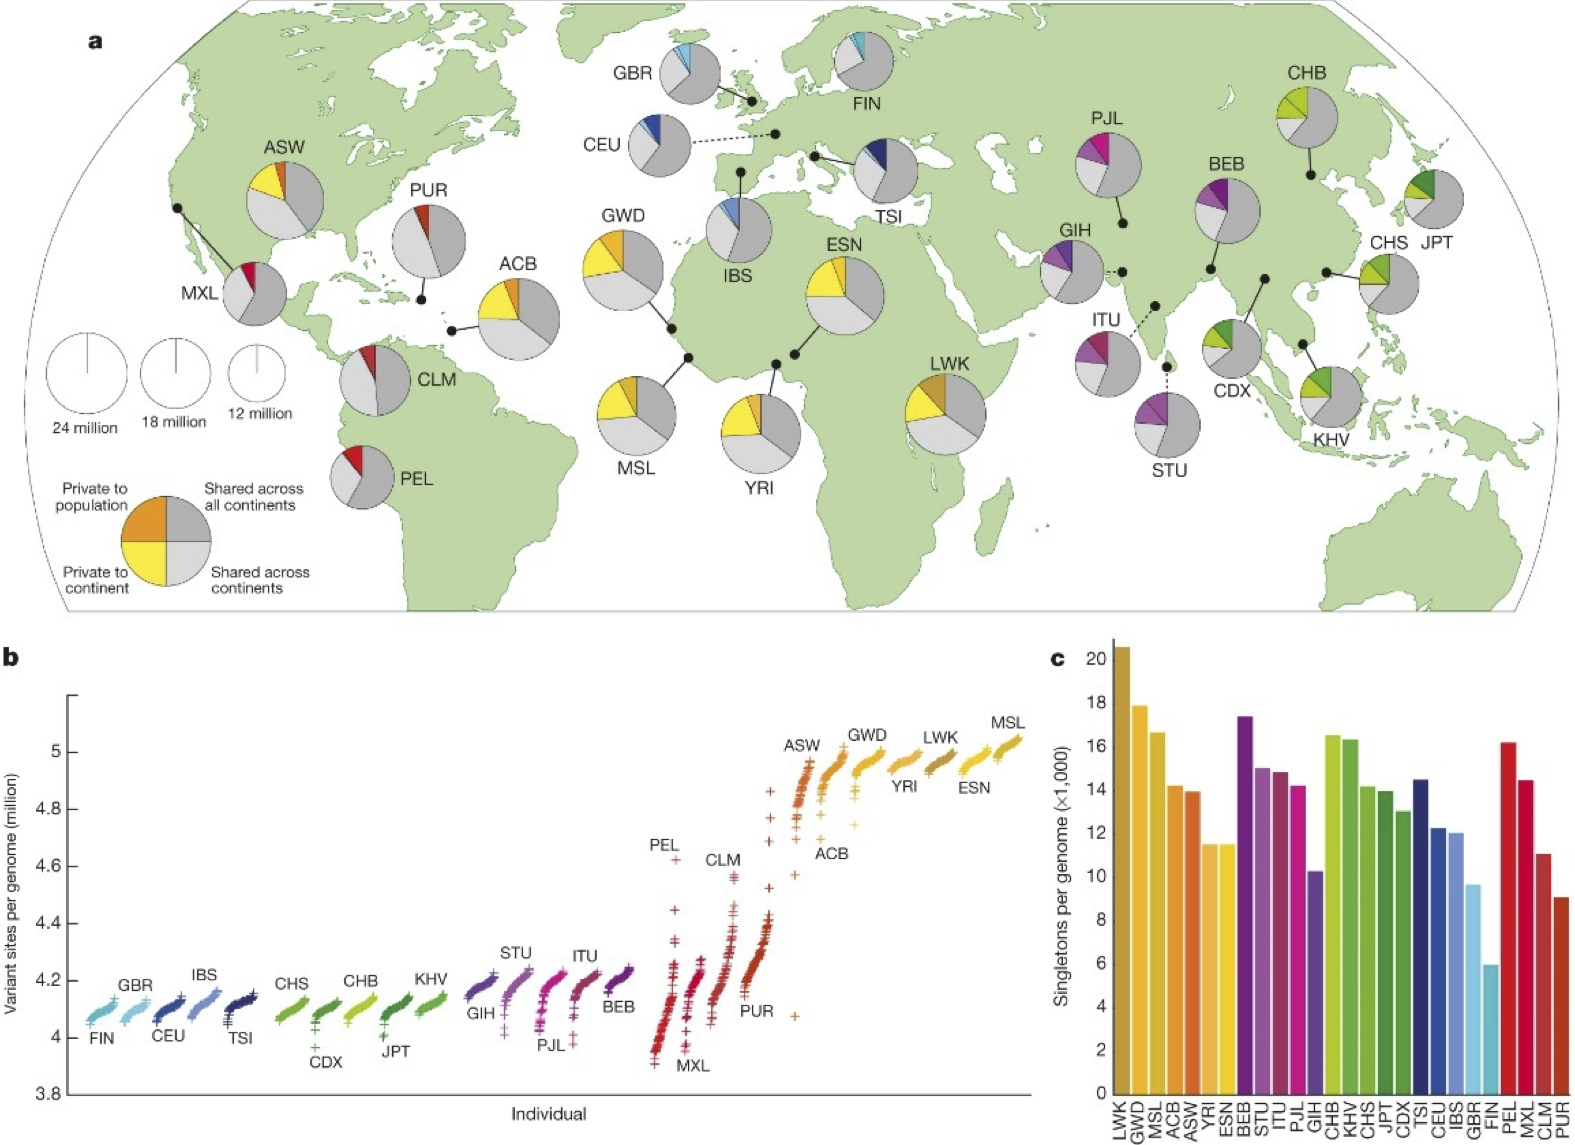 a
GBR
FIN
CHB
CEU
PJL
ASW
BEB
PUR
GWD
TSI
ESN
GIH
CHS
JPT
ACB
IBS
MXL
ITU
LWK
CLM
CDX
24 million
18 million
12 million
KHV
MSL
STU
YRI
PEL
Private to
population
Shared across
all continents
Private to
continent
Shared across
continents
b
Variant sites per genome (million)
5
4.8
4.6
4.4
4.2
4
3.8
FIN
GBR
CEU
IBS
TSI
CHS
CDX
CHB
JPT
KHV
GIH
STU
PJL
ITU
BEB
PEL
MXL
CLM
PUR
ASW
ACB
GWD
YRI
LWK
ESN
MSL
Individual
c
Singletons per genome (×1,000)
20
18
16
14
12
10
8
6
4
2
0
LWK
GWD
MSL
ACB
ASW
YRI
ESN
BEB
STU
ITU
PJL
GIH
CHB
KHV
CHS
JPT
CDX
TSI
CEU
IBS
GBR
FIN
PEL
MXL
CLM
PUR